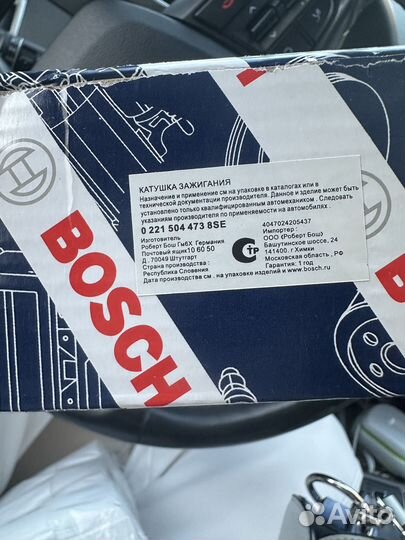 BOSCH
КАТУШКА ЗАЖИГАНИЯ
Назначение и применение см на упаковке в каталогах или в
технической документации производителя. Данное и зделие может быть
установлено только квалифицированным автомехаником . Следовать
указаниям производителя по применяемости на автомобилях .
0 221 504 473 8SE
Изготовитель
Роберт Бош ГмбХ Германия
Почтовый ящик10 60 50
Д , 70049 Штутгарт
Страна производства :
Республика Словения
Дата производства см . на упаковке изделия и www.bosch.ru
4047024205437
Импортер :
ООО (Роберт Бош)
Вашутинское шоссе, 24
141400. г Химки
Московская область , РФ
Гарантия: 1 год
Avito